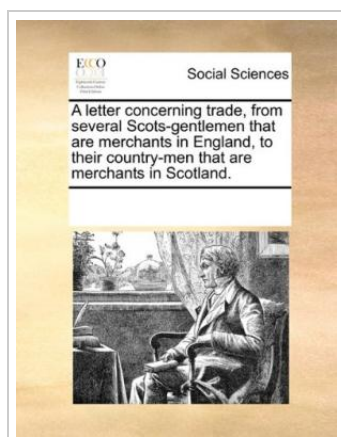 ECCO
Social Sciences
A letter concerning trade, from
several Scots-gentlemen that
are merchants in England, to
their country-men that are
merchants in Scotland.